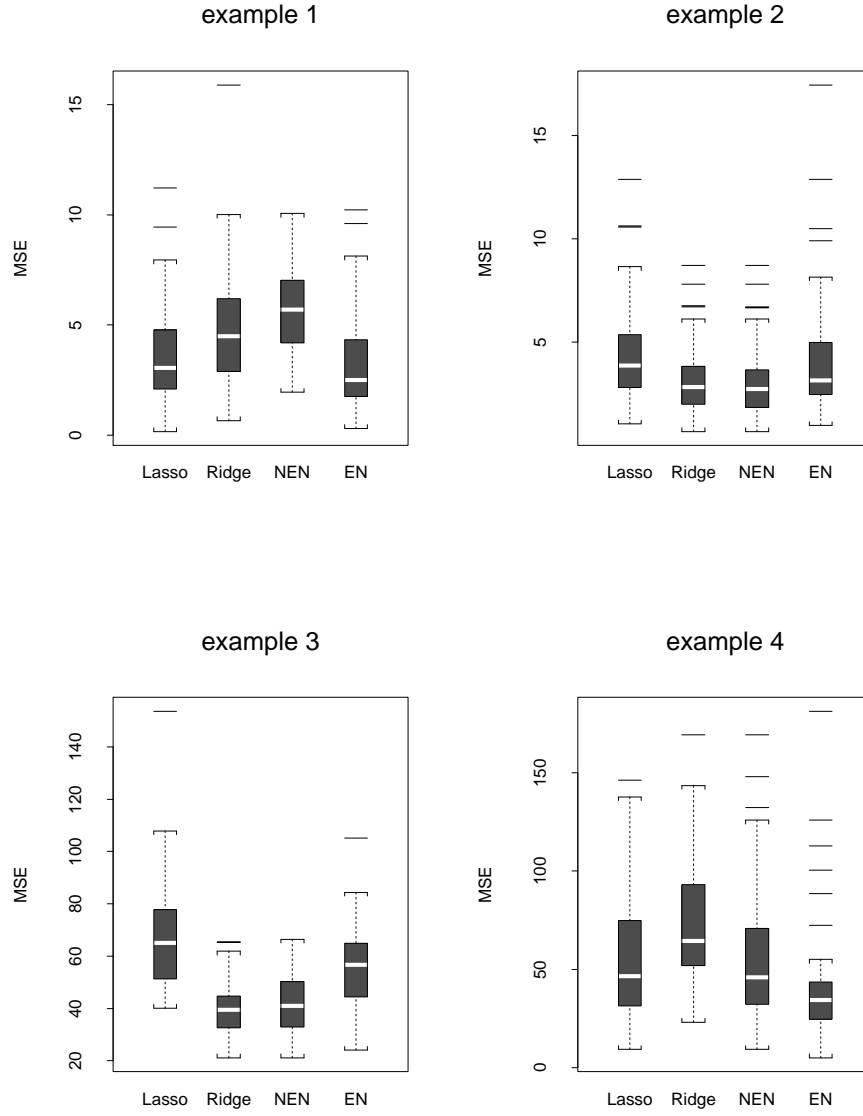 example 1
MSE
15
10
5
0
Lasso Ridge NEN EN
example 2
MSE
15
10
5
Lasso Ridge NEN EN
example 3
MSE
140
120
100
80
60
40
20
Lasso Ridge NEN EN
example 4
MSE
150
100
50
0
Lasso Ridge NEN EN